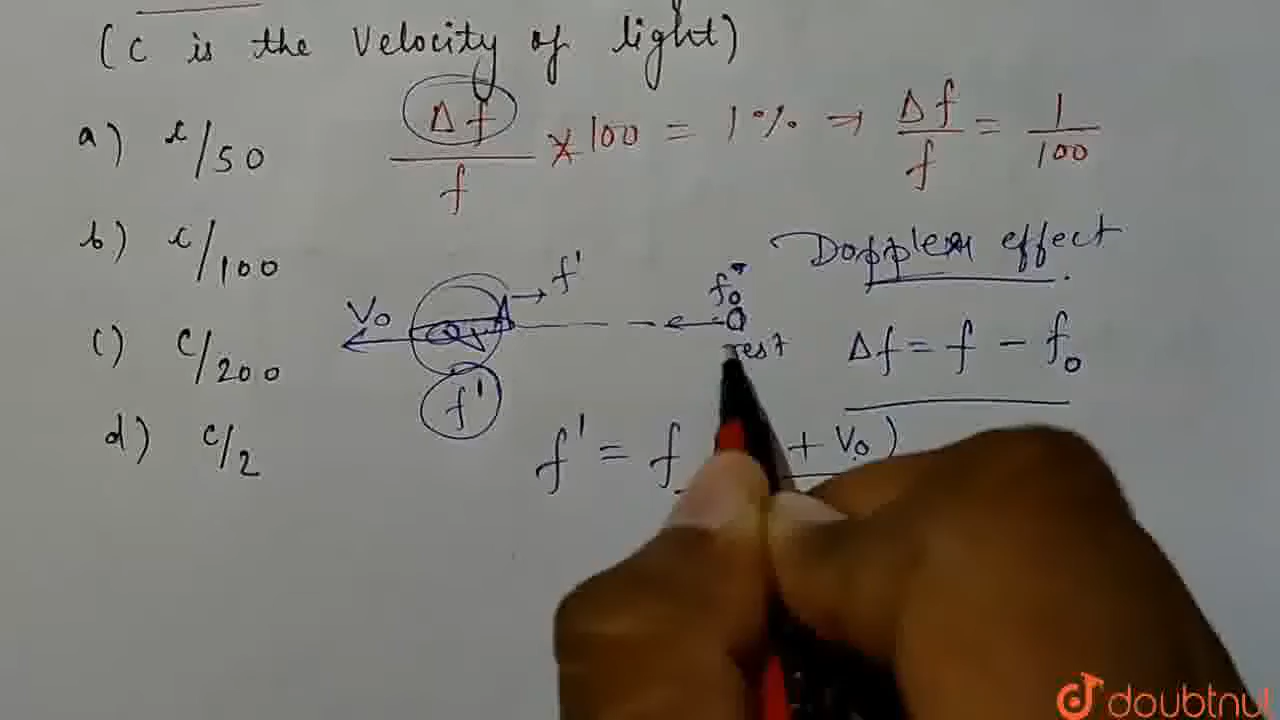 (C is the Velocity of light)
Δf/f × 100 = 1% → Δf/f = 1/100
a) c/50
b) c/100
Doppler effect
f'
f₀
V₀
rest
Δf = f - f₀
c) C/200
f'
d) C/2
f' = f + V₀)
doubtnut